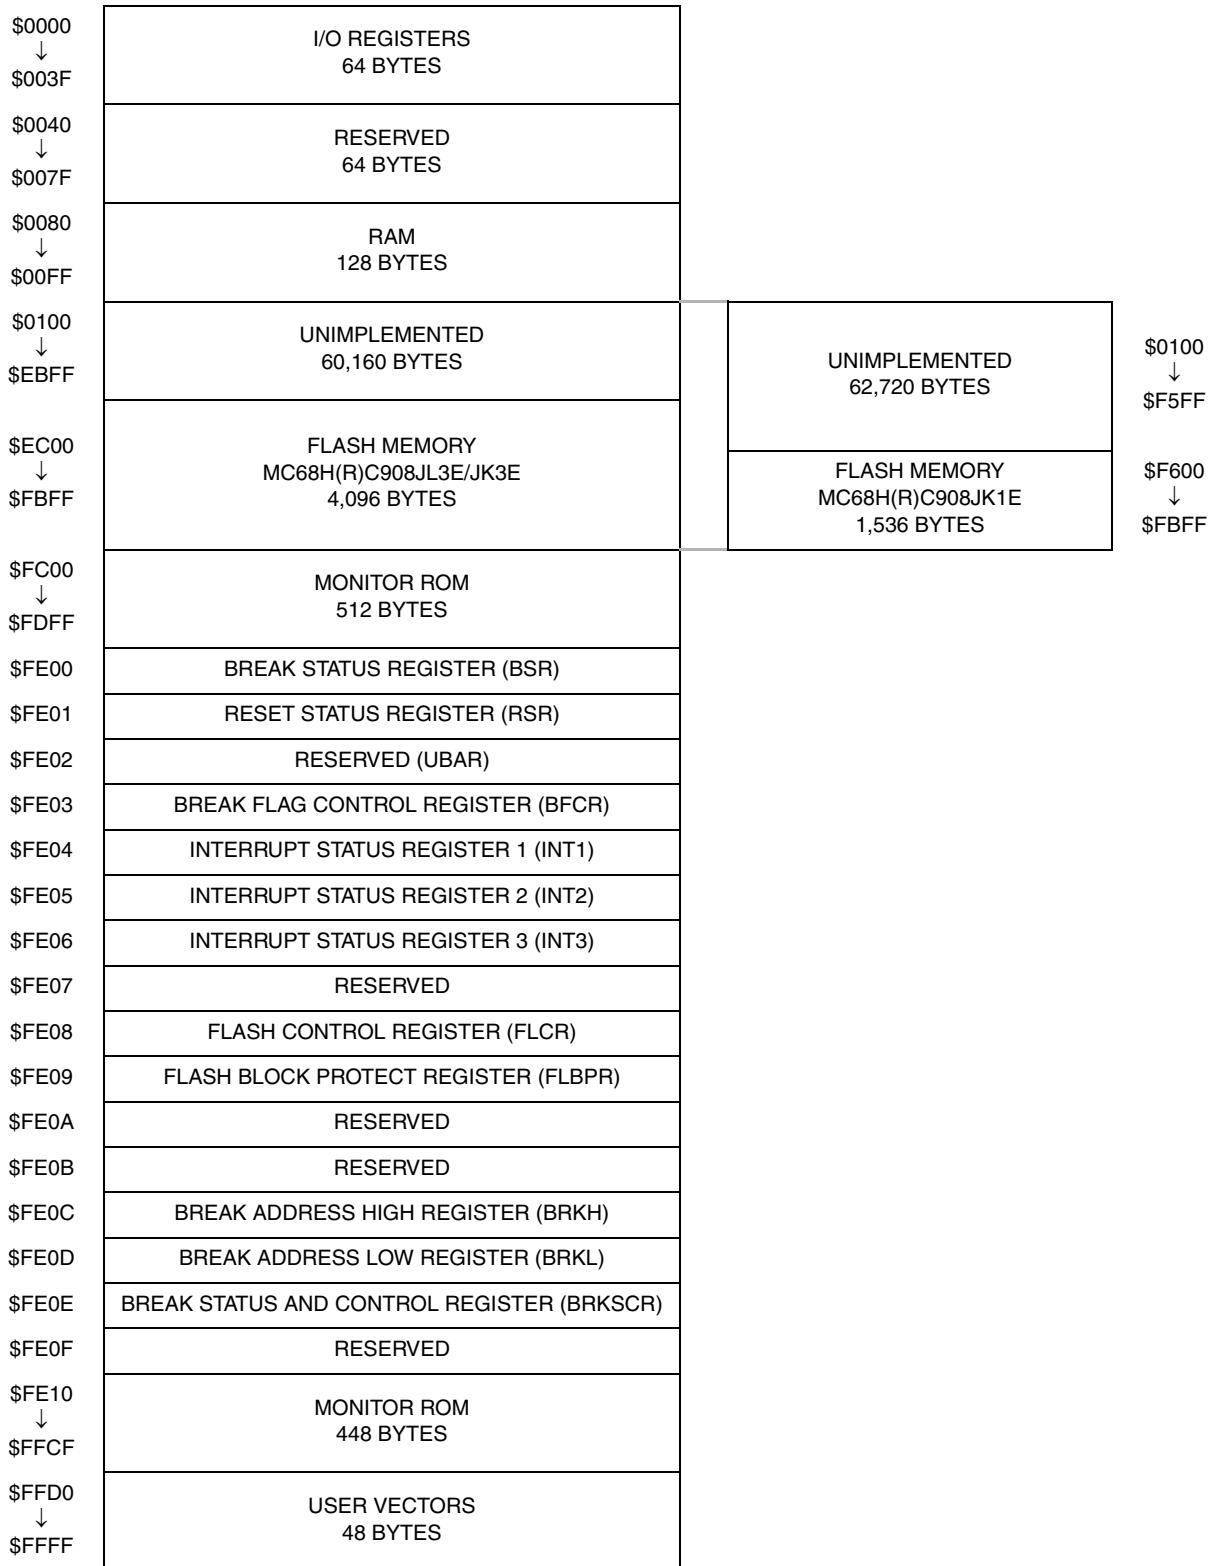 $0000
↓
$003F
I/O REGISTERS
64 BYTES
$0040
↓
$007F
RESERVED
64 BYTES
$0080
↓
$00FF
RAM
128 BYTES
$0100
↓
$EBFF
UNIMPLEMENTED
60,160 BYTES
UNIMPLEMENTED
62,720 BYTES
$0100
↓
$F5FF
$EC00
↓
$FBFF
FLASH MEMORY
MC68H(R)C908JL3E/JK3E
4,096 BYTES
FLASH MEMORY
MC68H(R)C908JK1E
1,536 BYTES
$F600
↓
$FBFF
$FC00
↓
$FDFF
MONITOR ROM
512 BYTES
$FE00 BREAK STATUS REGISTER (BSR)
$FE01 RESET STATUS REGISTER (RSR)
$FE02 RESERVED (UBAR)
$FE03 BREAK FLAG CONTROL REGISTER (BFCR)
$FE04 INTERRUPT STATUS REGISTER 1 (INT1)
$FE05 INTERRUPT STATUS REGISTER 2 (INT2)
$FE06 INTERRUPT STATUS REGISTER 3 (INT3)
$FE07 RESERVED
$FE08 FLASH CONTROL REGISTER (FLCR)
$FE09 FLASH BLOCK PROTECT REGISTER (FLBPR)
$FE0A RESERVED
$FE0B RESERVED
$FE0C BREAK ADDRESS HIGH REGISTER (BRKH)
$FE0D BREAK ADDRESS LOW REGISTER (BRKL)
$FE0E BREAK STATUS AND CONTROL REGISTER (BRKSCR)
$FE0F RESERVED
$FE10
↓
$FFCF
MONITOR ROM
448 BYTES
$FFD0
↓
$FFFF
USER VECTORS
48 BYTES